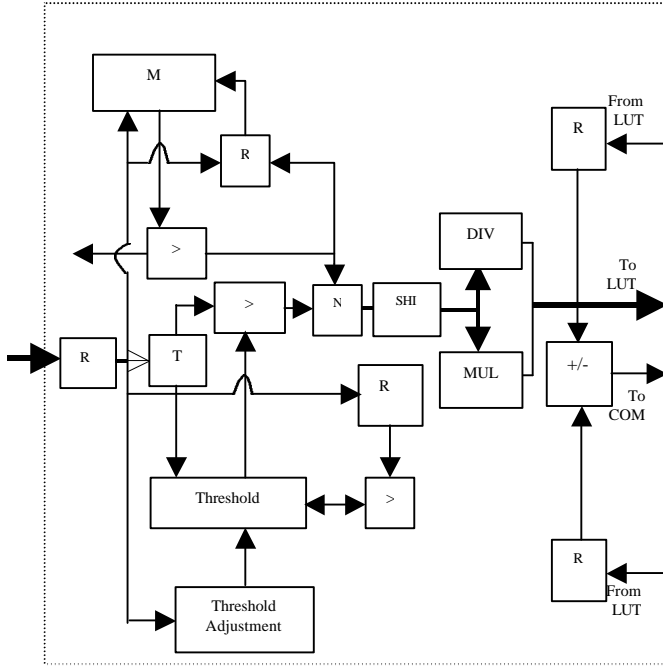 M
From
LUT
R
R
>
DIV
To
LUT
>
N
SHI
R
T
MUL
+/-
R
To
COM
Threshold
>
R
From
LUT
Threshold
Adjustment